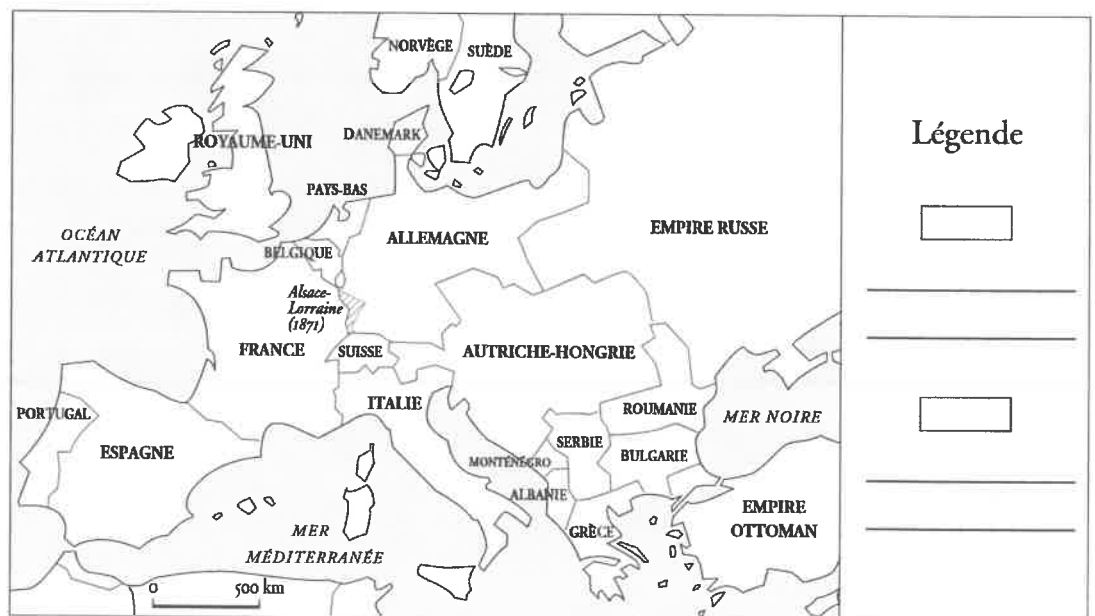 NORVÈGE
SUÈDE
ROYAUME-UNI
DANEMARK
PAYS-BAS
OCÉAN
ATLANTIQUE
BELGIQUE
ALLEMAGNE
EMPIRE RUSSE
Alsace-
Lorraine
(1871)
FRANCE
SUISSE
AUTRICHE-HONGRIE
PORTUGAL
ESPAGNE
ITALIE
ROUMANIE
MER NOIRE
SERBIE
BULGARIE
MONTÉNÉGRO
ALBANIE
GRÈCE
EMPIRE
OTTOMAN
MER
MÉDITERRANÉE
0
500 km
Légende